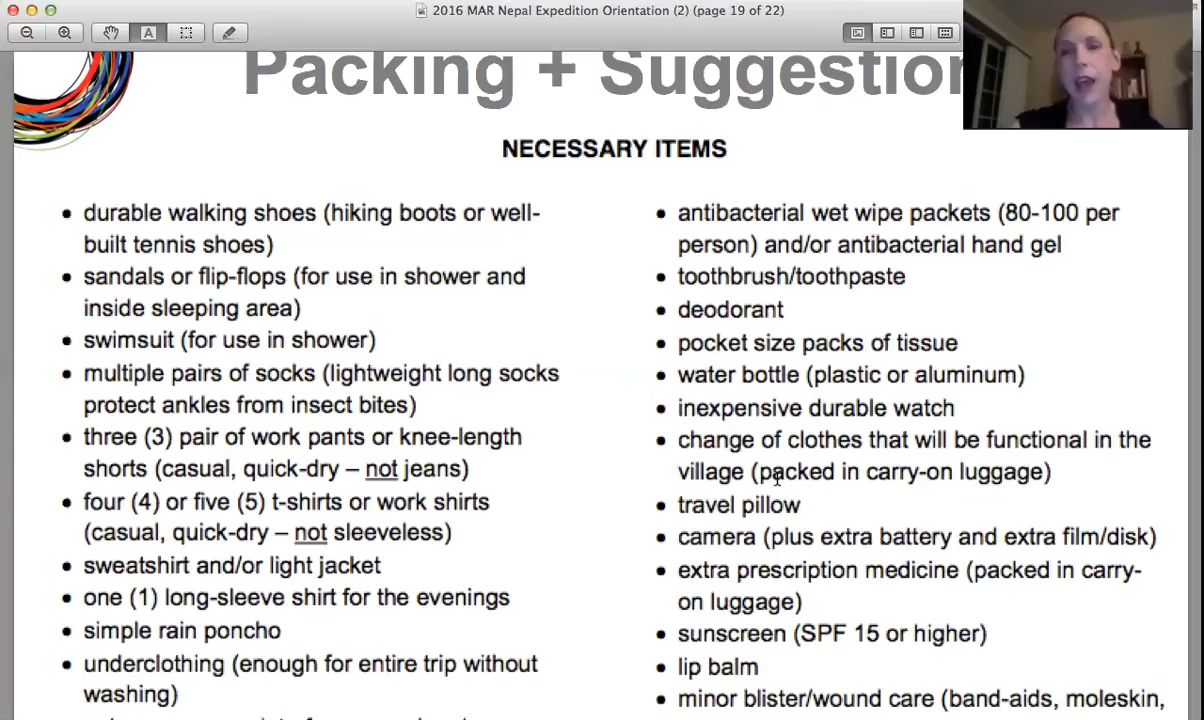 2016 MAR Nepal Expedition Orientation (2) (page 19 of 22)
Packing + Suggestion
NECESSARY ITEMS
• durable walking shoes (hiking boots or well-
built tennis shoes)
• sandals or flip-flops (for use in shower and
inside sleeping area)
• swimsuit (for use in shower)
• multiple pairs of socks (lightweight long socks
protect ankles from insect bites)
• three (3) pair of work pants or knee-length
shorts (casual, quick-dry – not jeans)
• four (4) or five (5) t-shirts or work shirts
(casual, quick-dry – not sleeveless)
• sweatshirt and/or light jacket
• one (1) long-sleeve shirt for the evenings
• simple rain poncho
• underclothing (enough for entire trip without
washing)
• antibacterial wet wipe packets (80-100 per
person) and/or antibacterial hand gel
• toothbrush/toothpaste
• deodorant
• pocket size packs of tissue
• water bottle (plastic or aluminum)
• inexpensive durable watch
• change of clothes that will be functional in the
village (packed in carry-on luggage)
• travel pillow
• camera (plus extra battery and extra film/disk)
• extra prescription medicine (packed in carry-
on luggage)
• sunscreen (SPF 15 or higher)
• lip balm
• minor blister/wound care (band-aids, moleskin,